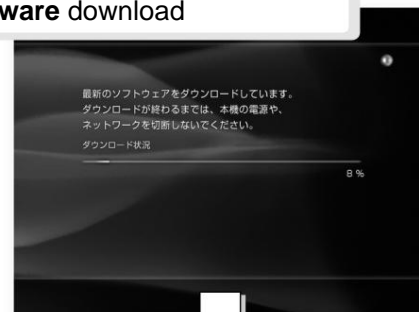 ware download
最新のソフトウェアをダウンロードしています。
ダウンロードが終わるまでは、本機の電源や、
ネットワークを切断しないでください。
ダウンロード状況
8 %